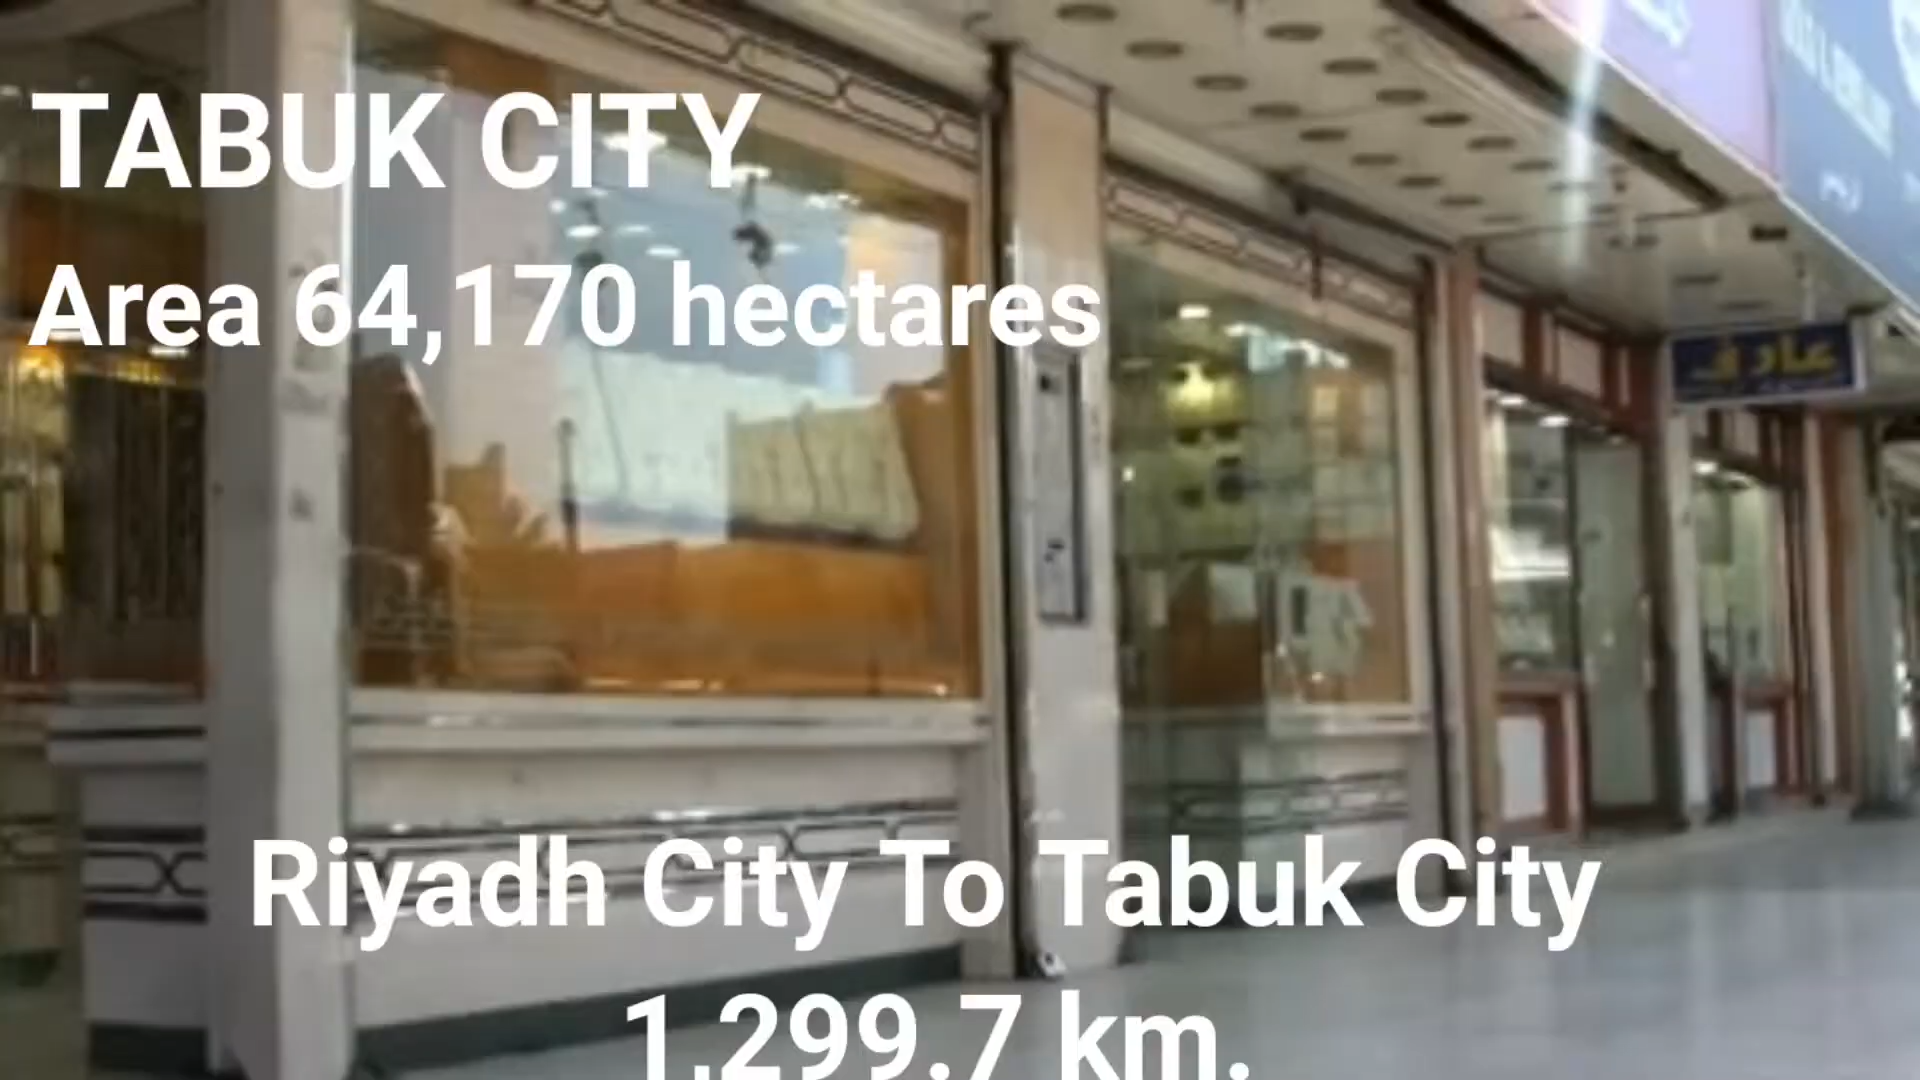 TABUK CITY
Area 64,170 hectares
Riyadh City To Tabuk City
1,299.7 km.